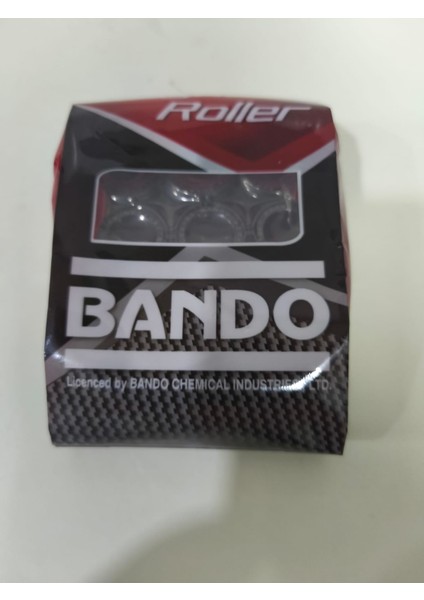 Roller
BANDO
Licenced by BANDO CHEMICAL INDUSTRIES, LTD.